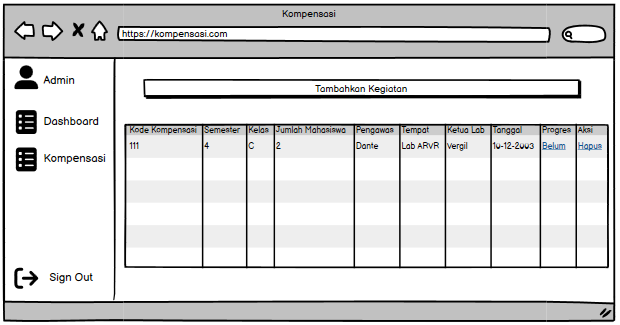 Kompensasi
https://kompensasi.com
Admin
Dashboard
Kompensasi
Sign Out
Tambahkan Kegiatan
Kode Kompensasi Semester Kelas Jumlah Mahasiswa Pengawas Tempat Ketua Lab Tanggal Progres Aksi
111 4 C 2 Dante Lab ARVR Vergil 10-12-2003 Belum Hapus